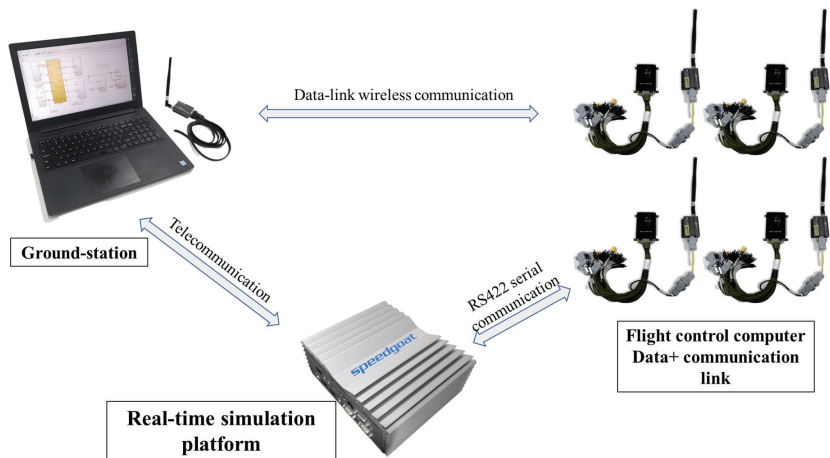 Data-link wireless communication
Ground-station
Telecommunication
RS422 serial
communication
speedgoat
Flight control computer
Data+ communication
link
Real-time simulation
platform